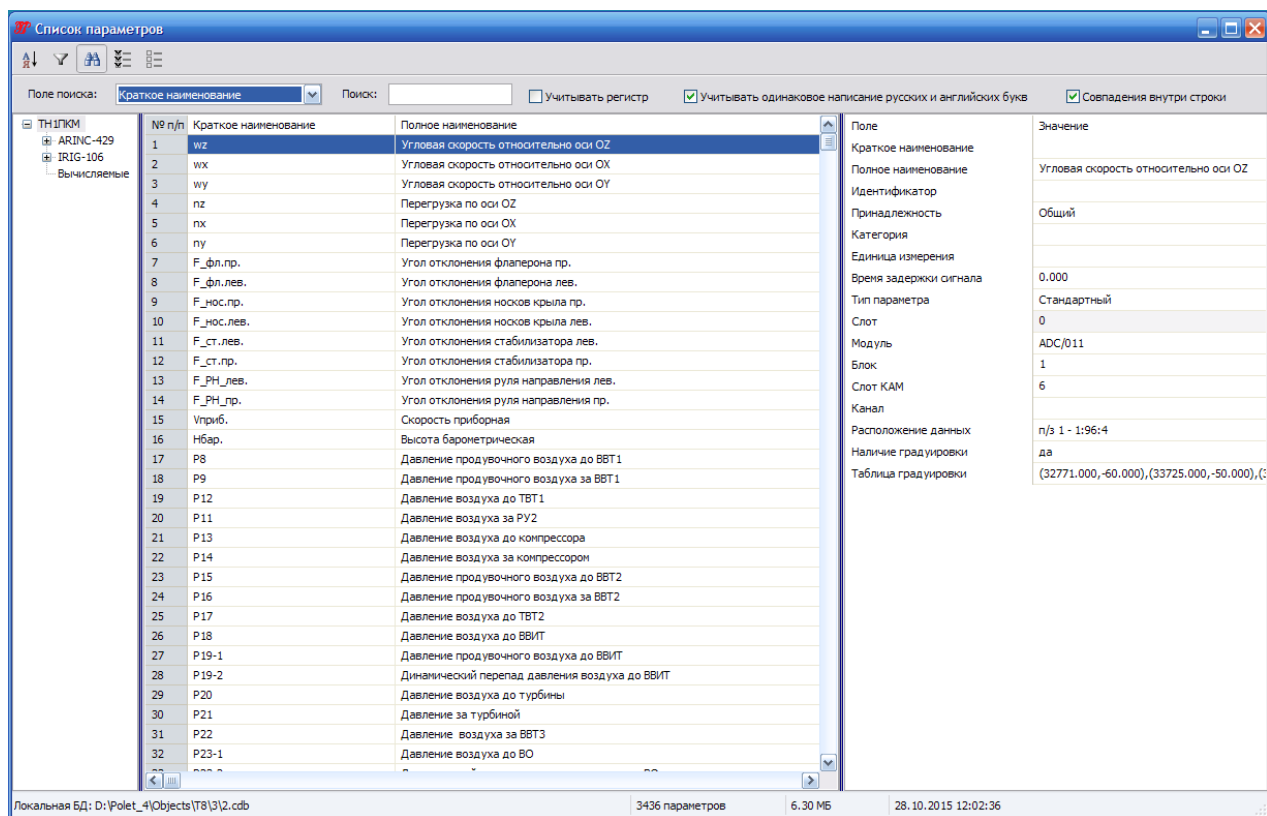 Список параметров
Поле поиска: Краткое наименование Поиск: Учитывать регистр Учитывать одинаковое написание русских и английских букв Совпадения внутри строки
ТН1ПКМ
ARINC-429
IRIG-106
Вычисляемые
№ п/п Краткое наименование Полное наименование
1 wz Угловая скорость относительно оси OZ
2 wx Угловая скорость относительно оси OX
3 wy Угловая скорость относительно оси OY
4 nz Перегрузка по оси OZ
5 nx Перегрузка по оси OX
6 ny Перегрузка по оси OY
7 F_фл.пр. Угол отклонения флаперона пр.
8 F_фл.лев. Угол отклонения флаперона лев.
9 F_нос.пр. Угол отклонения носков крыла пр.
10 F_нос.лев. Угол отклонения носков крыла лев.
11 F_ст.лев. Угол отклонения стабилизатора лев.
12 F_ст.пр. Угол отклонения стабилизатора пр.
13 F_РН_лев. Угол отклонения руля направления лев.
14 F_РН_пр. Угол отклонения руля направления пр.
15 Vприб. Скорость приборная
16 Hбар. Высота барометрическая
17 P8 Давление продувочного воздуха до ВВТ1
18 P9 Давление продувочного воздуха за ВВТ1
19 P12 Давление воздуха до ТВТ1
20 P11 Давление воздуха за РУ2
21 P13 Давление воздуха до компрессора
22 P14 Давление воздуха за компрессором
23 P15 Давление продувочного воздуха до ВВТ2
24 P16 Давление продувочного воздуха за ВВТ2
25 P17 Давление воздуха до ТВТ2
26 P18 Давление воздуха до ВВИТ
27 P19-1 Давление продувочного воздуха до ВВИТ
28 P19-2 Динамический перепад давления воздуха до ВВИТ
29 P20 Давление воздуха до турбины
30 P21 Давление за турбиной
31 P22 Давление воздуха за ВВТ3
32 P23-1 Давление воздуха до ВО
Поле Значение
Краткое наименование
Полное наименование Угловая скорость относительно оси OZ
Идентификатор
Принадлежность Общий
Категория
Единица измерения
Время задержки сигнала 0.000
Тип параметра Стандартный
Слот 0
Модуль ADC/011
Блок 1
Слот КАМ 6
Канал
Расположение данных п/з 1 - 1:96:4
Наличие градуировки да
Таблица градуировки (32771.000,-60.000),(33725.000,-50.000),(
Локальная БД: D:\Polet_4\Objects\T8\3\2.cdb 3436 параметров 6.30 МБ 28.10.2015 12:02:36